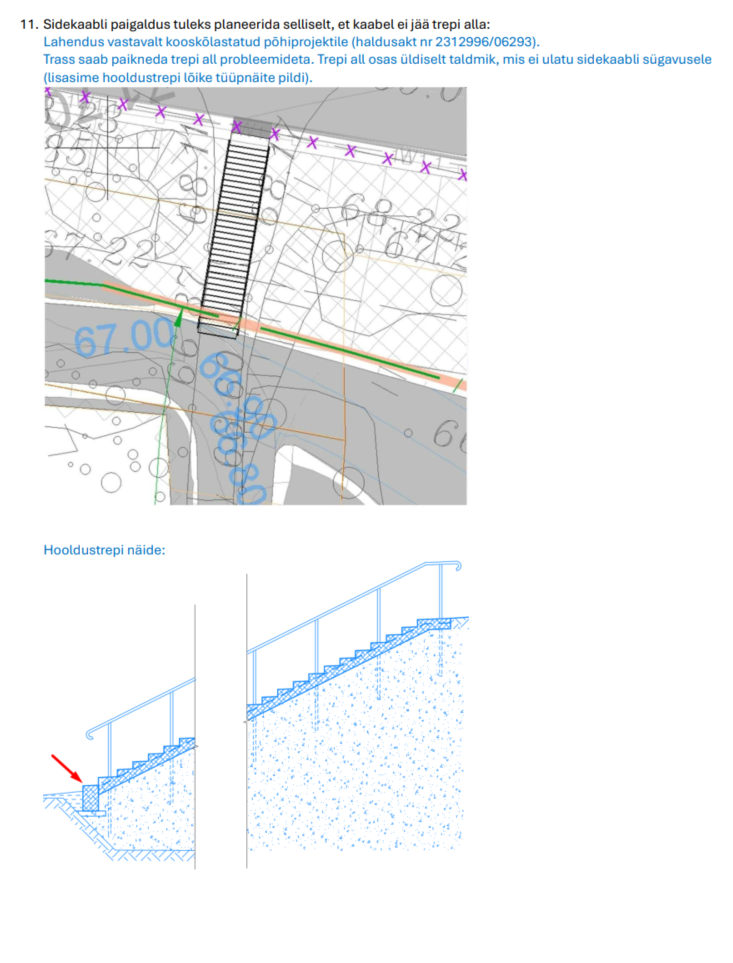 11. Sidekaabli paigaldus tuleks planeerida selliselt, et kaabel ei jää trepi alla:
Lahendus vastavalt kooskõlastatud põhiprojektile (haldusakt nr 2312996/06293).
Trass saab paikneda trepi all probleemideta. Trepi all osas üldiselt taldmik, mis ei ulatu sidekaabli sügavusele
(lisasime hooldustrepi lõike tüüpnäite pildi).
67.00
Hooldustrepi näide: